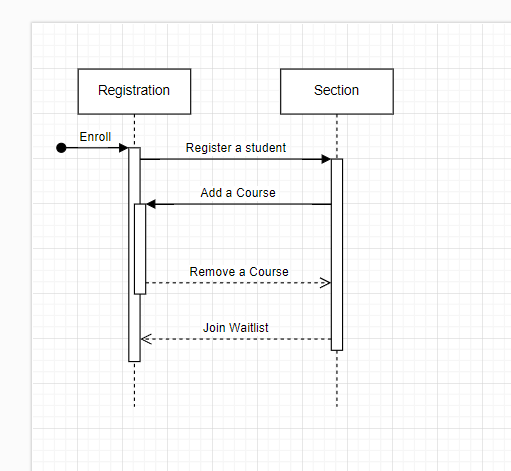 Registration
Section
Enroll
Register a student
Add a Course
Remove a Course
Join Waitlist